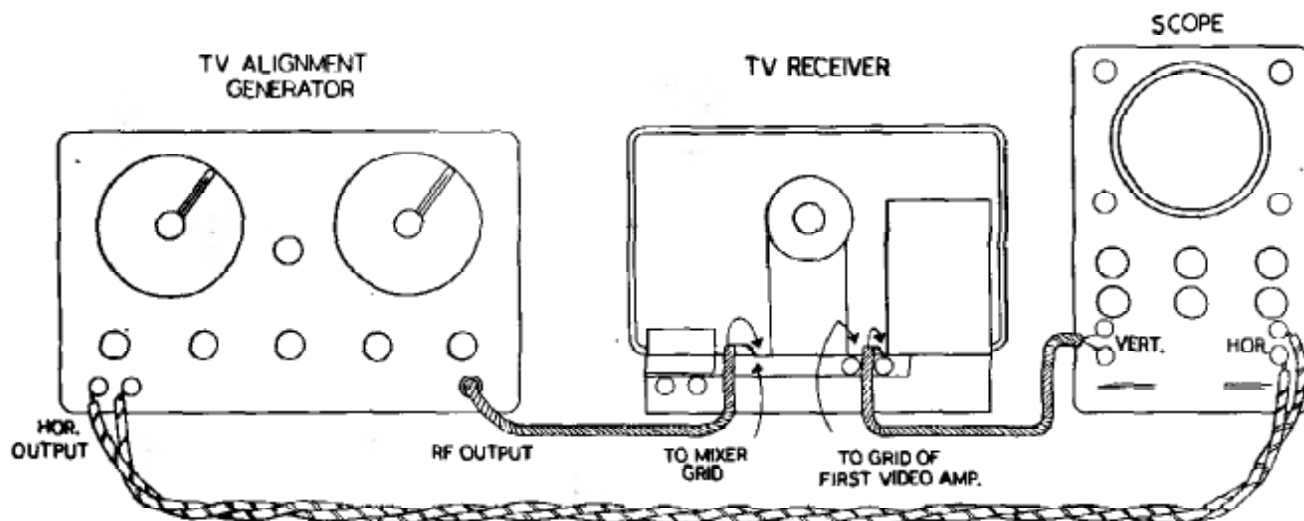 SCOPE
TV ALIGNMENT
GENERATOR
TV RECEIVER
VERT.
HOR.
HOR.
OUTPUT
RF OUTPUT
TO MIXER
GRID
TO GRID OF
FIRST VIDEO AMP.